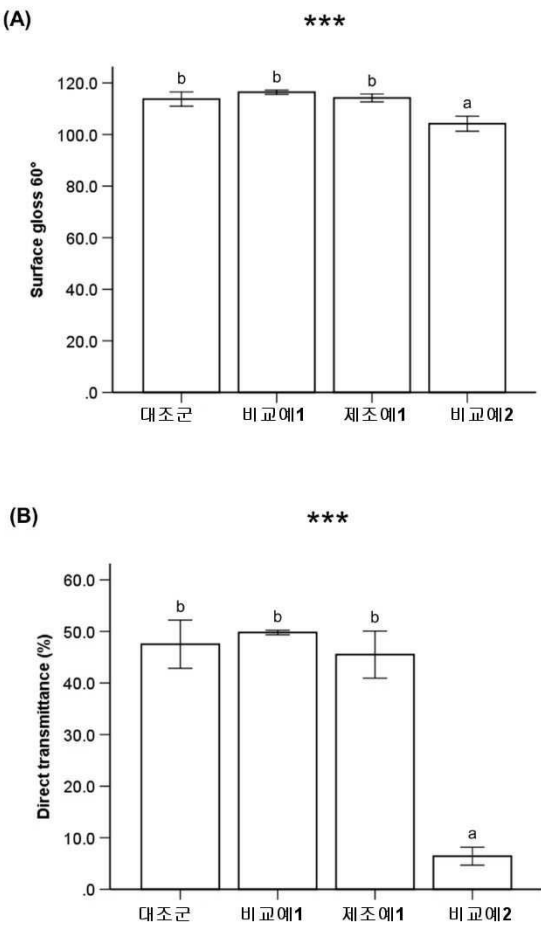 (A)
***
Surface gloss 60°
120.0
100.0
80.0
60.0
40.0
20.0
.0
b
b
b
a
대조군 비교예1 제조예1 비교예2
(B)
***
Direct transmittance (%)
60.0
50.0
40.0
30.0
20.0
10.0
.0
b
b
b
a
대조군 비교예1 제조예1 비교예2